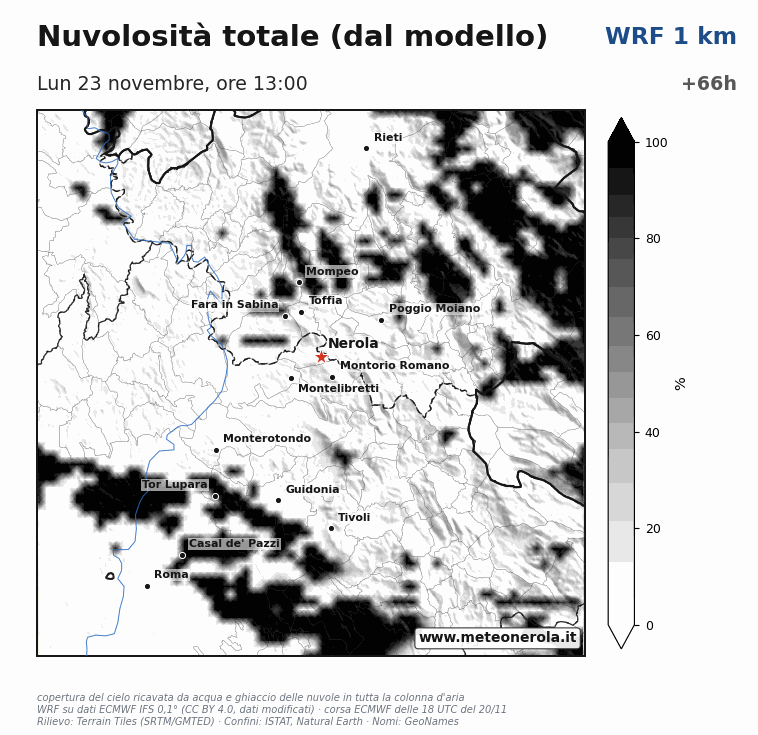 Nuvolosità totale (dal modello)
WRF 1 km
Lun 23 novembre, ore 13:00
+66h
Rieti
Mompeo
Fara in Sabina
Toffia
Poggio Moiano
Nerola
Montorio Romano
Montelibretti
Monterotondo
Tor Lupara
Guidonia
Tivoli
Casal de' Pazzi
Roma
www.meteonerola.it
100
80
60
40
20
0
%
copertura del cielo ricavata da acqua e ghiaccio delle nuvole in tutta la colonna d'aria
WRF su dati ECMWF IFS 0,1° (CC BY 4.0, dati modificati) · corsa ECMWF delle 18 UTC del 20/11
Rilievo: Terrain Tiles (SRTM/GMTED) · Confini: ISTAT, Natural Earth · Nomi: GeoNames